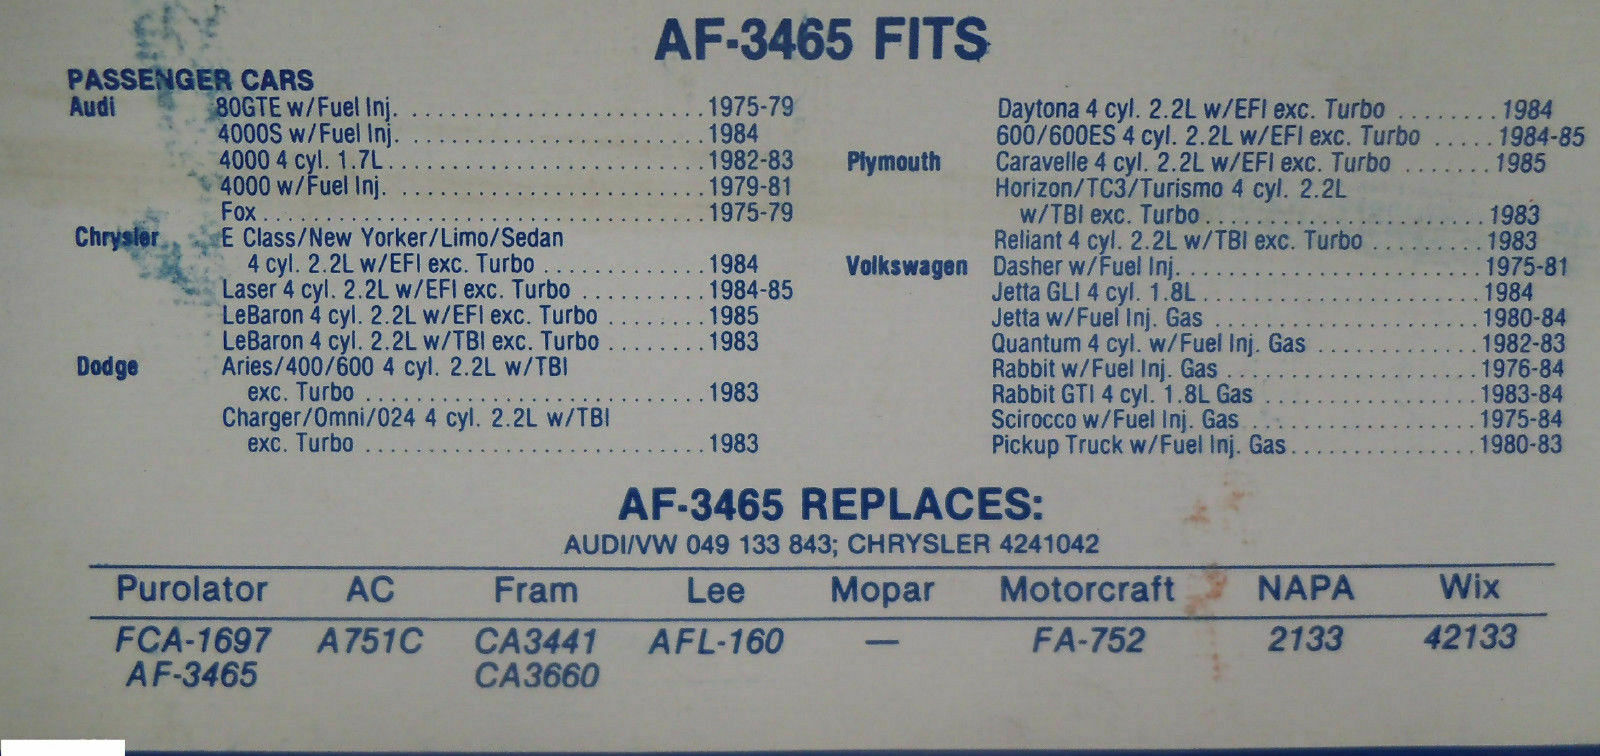 AF-3465 FITS
PASSENGER CARS
Audi 80GTE w/Fuel Inj. 1975-79
4000S w/Fuel Inj. 1984
4000 4 cyl. 1.7L 1982-83
4000 w/Fuel Inj. 1979-81
Fox 1975-79
Chrysler E Class/New Yorker/Limo/Sedan
4 cyl. 2.2L w/EFI exc. Turbo 1984
Laser 4 cyl. 2.2L w/EFI exc. Turbo 1984-85
LeBaron 4 cyl. 2.2L w/EFI exc. Turbo 1985
LeBaron 4 cyl. 2.2L w/TBI exc. Turbo 1983
Dodge Aries/400/600 4 cyl. 2.2L w/TBI
exc. Turbo 1983
Charger/Omni/024 4 cyl. 2.2L w/TBI
exc. Turbo 1983
Daytona 4 cyl. 2.2L w/EFI exc. Turbo 1984
600/600ES 4 cyl. 2.2L w/EFI exc. Turbo 1984-85
Plymouth Caravelle 4 cyl. 2.2L w/EFI exc. Turbo 1985
Horizon/TC3/Turismo 4 cyl. 2.2L
w/TBI exc. Turbo 1983
Reliant 4 cyl. 2.2L w/TBI exc. Turbo 1983
Volkswagen Dasher w/Fuel Inj. 1975-81
Jetta GLI 4 cyl. 1.8L 1984
Jetta w/Fuel Inj. Gas 1980-84
Quantum 4 cyl. w/Fuel Inj. Gas 1982-83
Rabbit w/Fuel Inj. Gas 1976-84
Rabbit GTI 4 cyl. 1.8L Gas 1983-84
Scirocco w/Fuel Inj. Gas 1975-84
Pickup Truck w/Fuel Inj. Gas 1980-83
AF-3465 REPLACES:
AUDI/VW 049 133 843; CHRYSLER 4241042
Purolator AC Fram Lee Mopar Motorcraft NAPA Wix
FCA-1697 A751C CA3441 AFL-160 — FA-752 2133 42133
AF-3465 CA3660